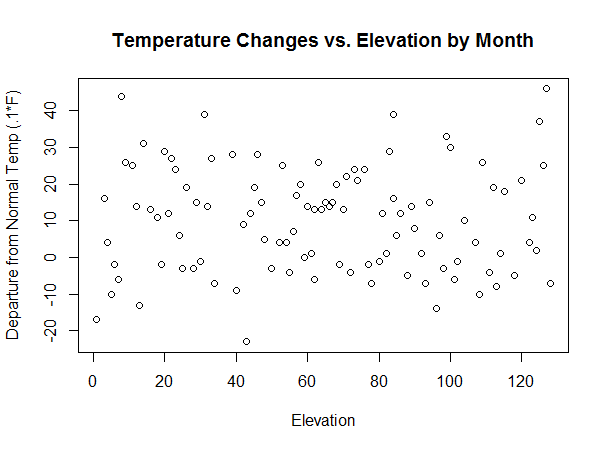 Temperature Changes vs. Elevation by Month
Departure from Normal Temp (.1*F)
40
30
20
10
0
-10
-20
0 20 40 60 80 100 120
Elevation